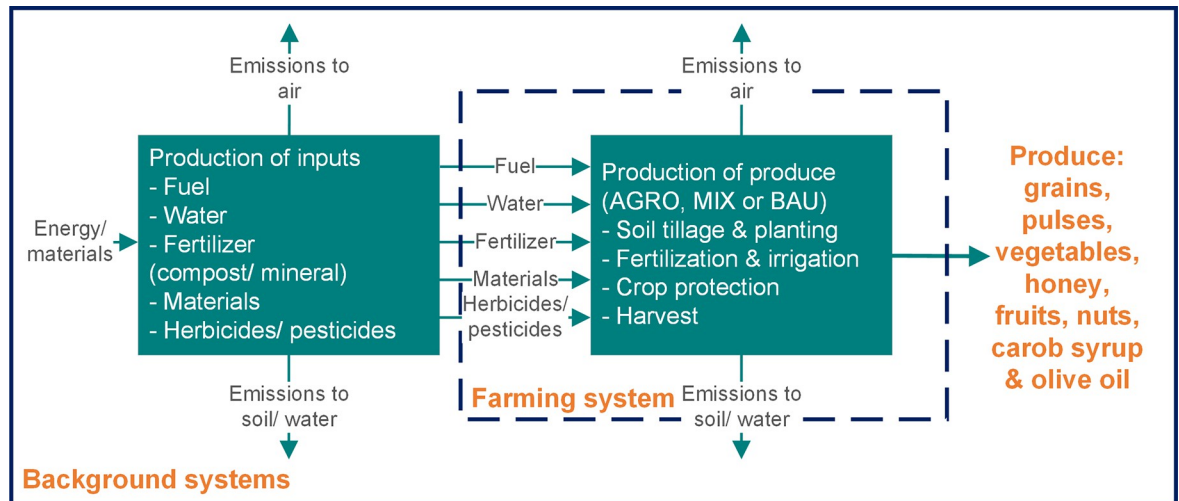 Emissions to
air
Emissions to
air
Energy/
materials
Production of inputs
- Fuel
- Water
- Fertilizer
(compost/ mineral)
- Materials
- Herbicides/ pesticides
Fuel
Water
Fertilizer
Materials
Herbicides/
pesticides
Production of produce
(AGRO, MIX or BAU)
- Soil tillage & planting
- Fertilization & irrigation
- Crop protection
- Harvest
Produce:
grains,
pulses,
vegetables,
honey,
fruits, nuts,
carob syrup
& olive oil
Emissions to
soil/ water
Farming system
Emissions to
soil/ water
Background systems